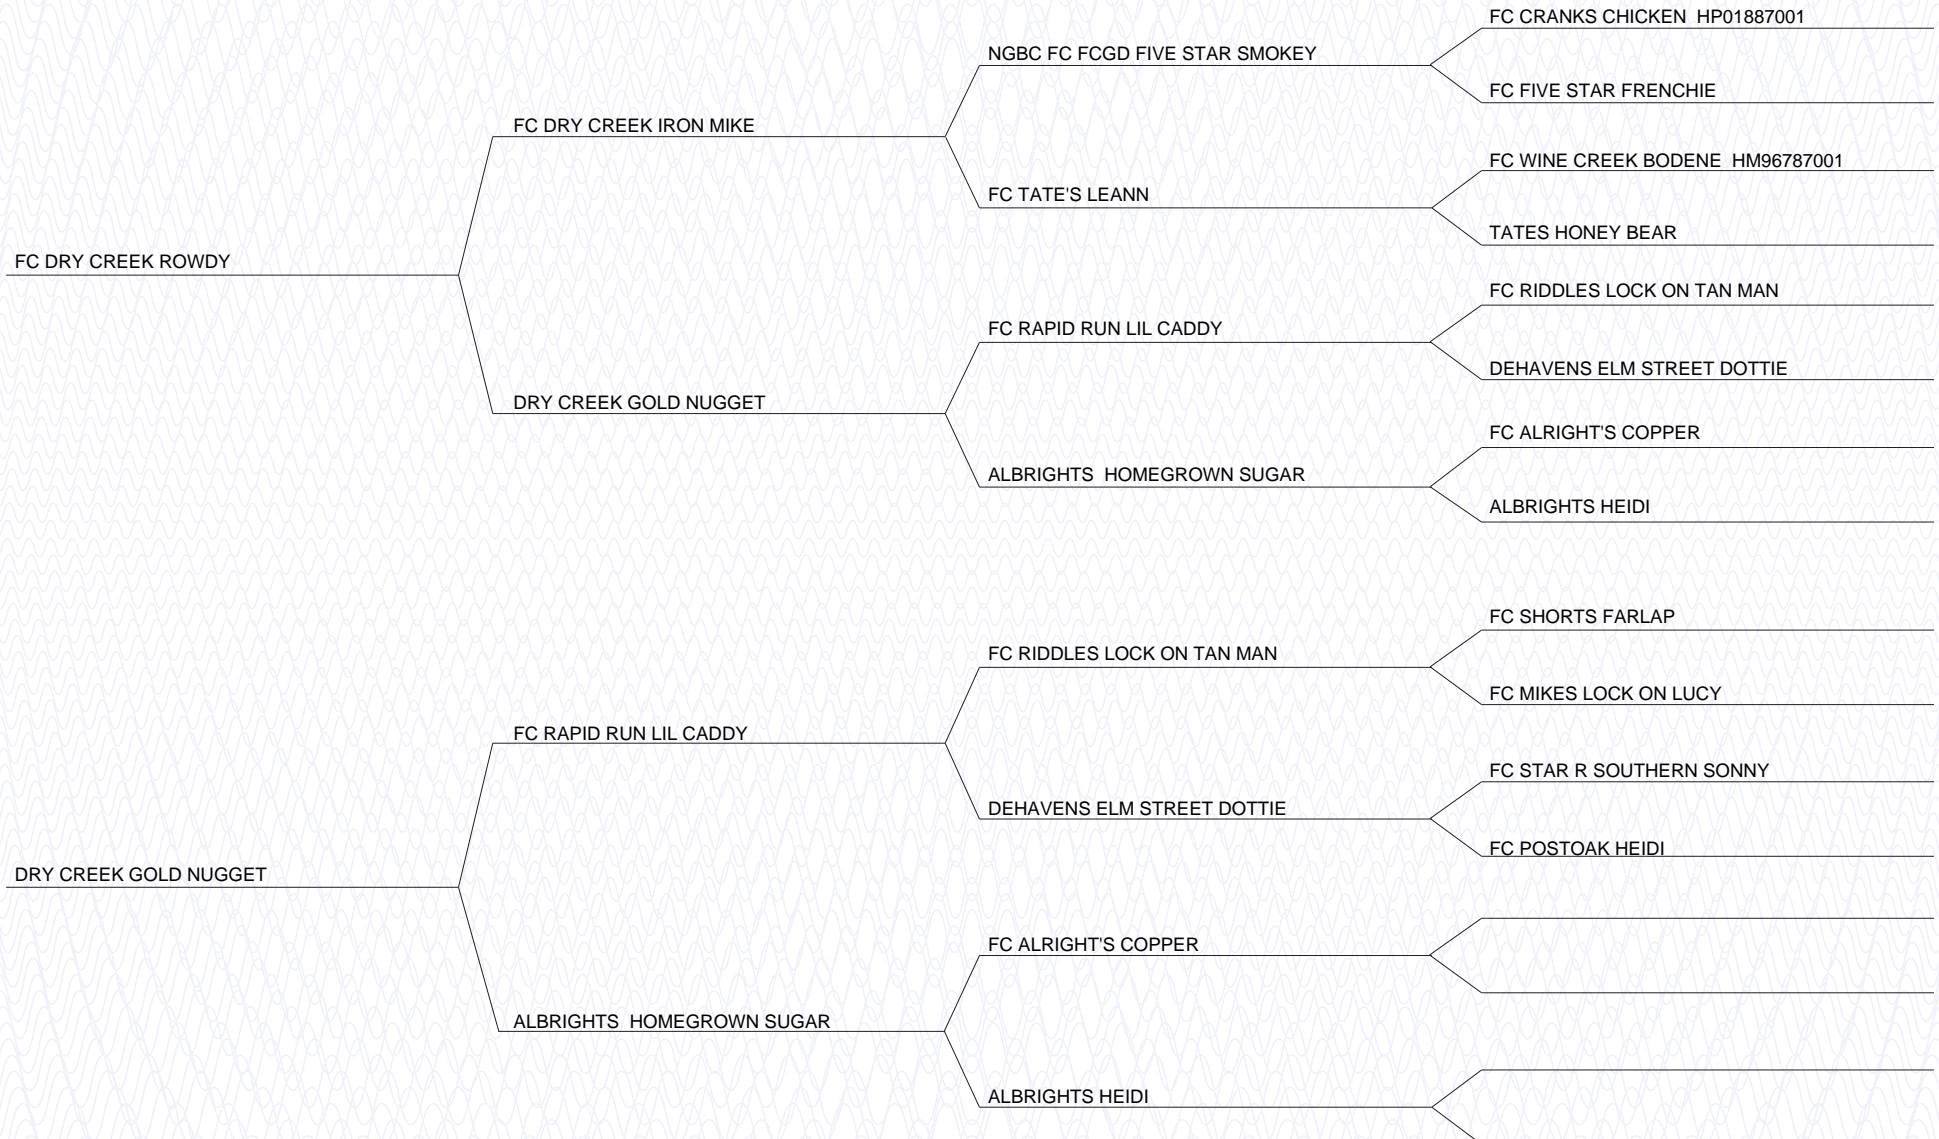 FC CRANKS CHICKEN  HP01887001
NGBC FC FCGD FIVE STAR SMOKEY
FC FIVE STAR FRENCHIE
FC DRY CREEK IRON MIKE
FC WINE CREEK BODENE  HM96787001
FC TATE'S LEANN
TATES HONEY BEAR
FC DRY CREEK ROWDY
FC RIDDLES LOCK ON TAN MAN
FC RAPID RUN LIL CADDY
DEHAVENS ELM STREET DOTTIE
DRY CREEK GOLD NUGGET
FC ALRIGHT'S COPPER
ALBRIGHTS  HOMEGROWN SUGAR
ALBRIGHTS HEIDI
FC SHORTS FARLAP
FC RIDDLES LOCK ON TAN MAN
FC MIKES LOCK ON LUCY
FC RAPID RUN LIL CADDY
FC STAR R SOUTHERN SONNY
DEHAVENS ELM STREET DOTTIE
FC POSTOAK HEIDI
DRY CREEK GOLD NUGGET
FC ALRIGHT'S COPPER
ALBRIGHTS  HOMEGROWN SUGAR
ALBRIGHTS HEIDI